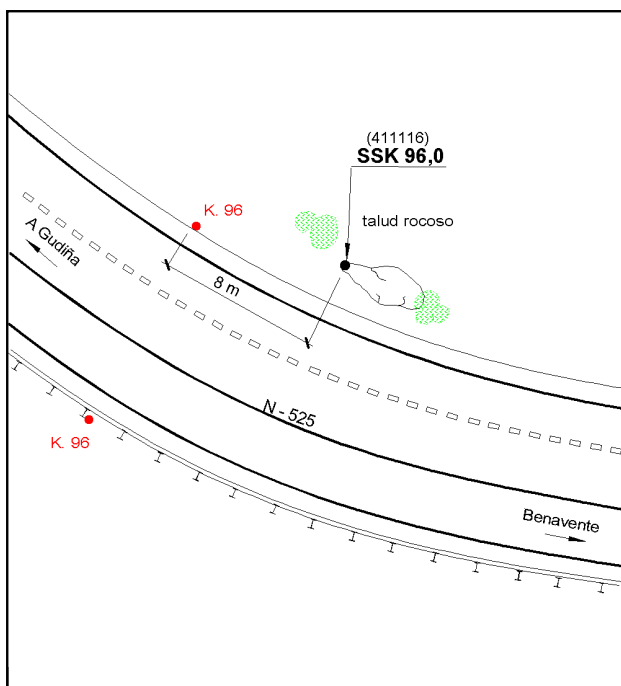 (411116)
SSK 96,0
K. 96
talud rocoso
A Gudiña
8 m
N - 525
K. 96
Benavente